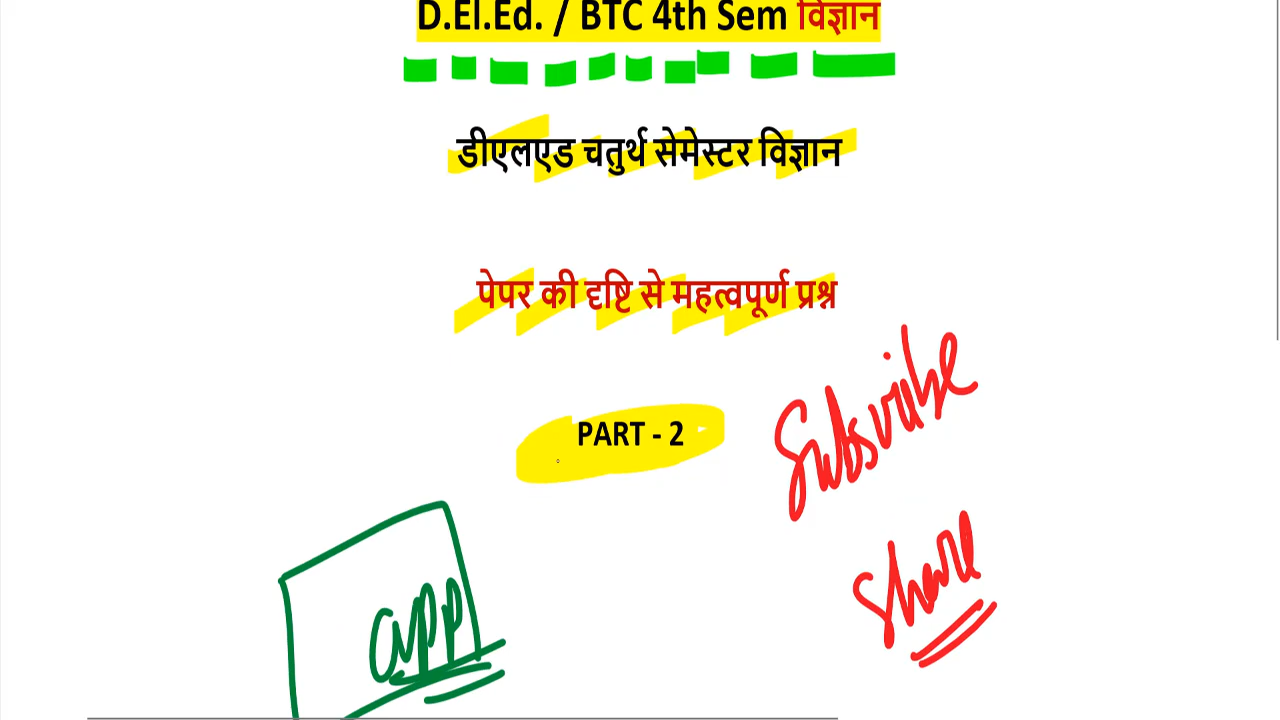 D.El.Ed. / BTC 4th Sem विज्ञान
डीएलएड चतुर्थ सेमेस्टर विज्ञान
पेपर की दृष्टि से महत्वपूर्ण प्रश्न
PART - 2
Subscribe
Share
app